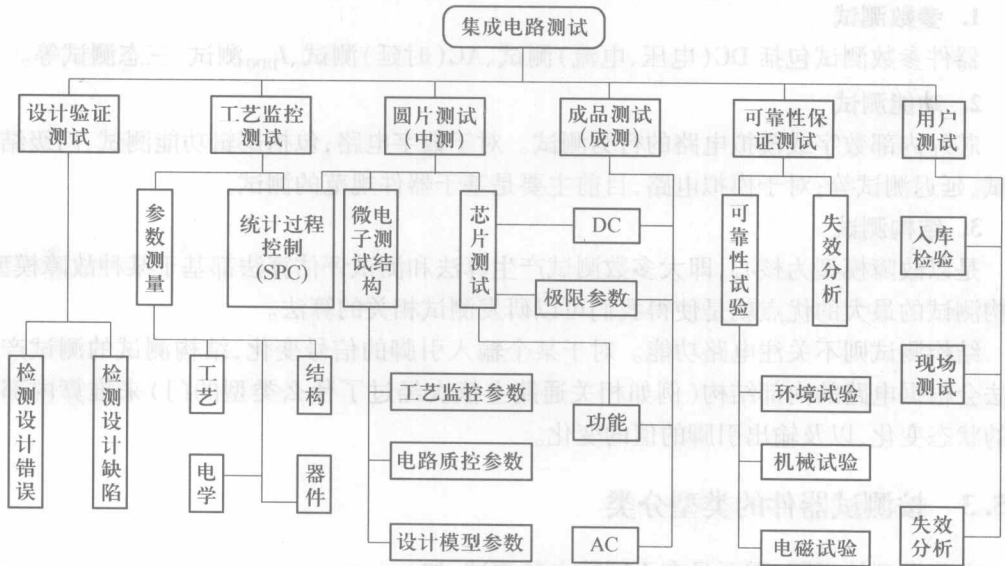 集成电路测试
设计验证
测试
工艺监控
测试
圆片测试
(中测)
成品测试
(成测)
可靠性保
证测试
用户
测试
参数测量
统计过程
控制
(SPC)
微电
子测
试结
构
芯片测试
DC
极限参数
功能
AC
可靠性试验
失效分析
入库
检验
现场
测试
失效
分析
检测设计错误
检测设计缺陷
工艺
结构
电学
器件
工艺监控参数
电路质控参数
设计模型参数
环境试验
机械试验
电磁试验